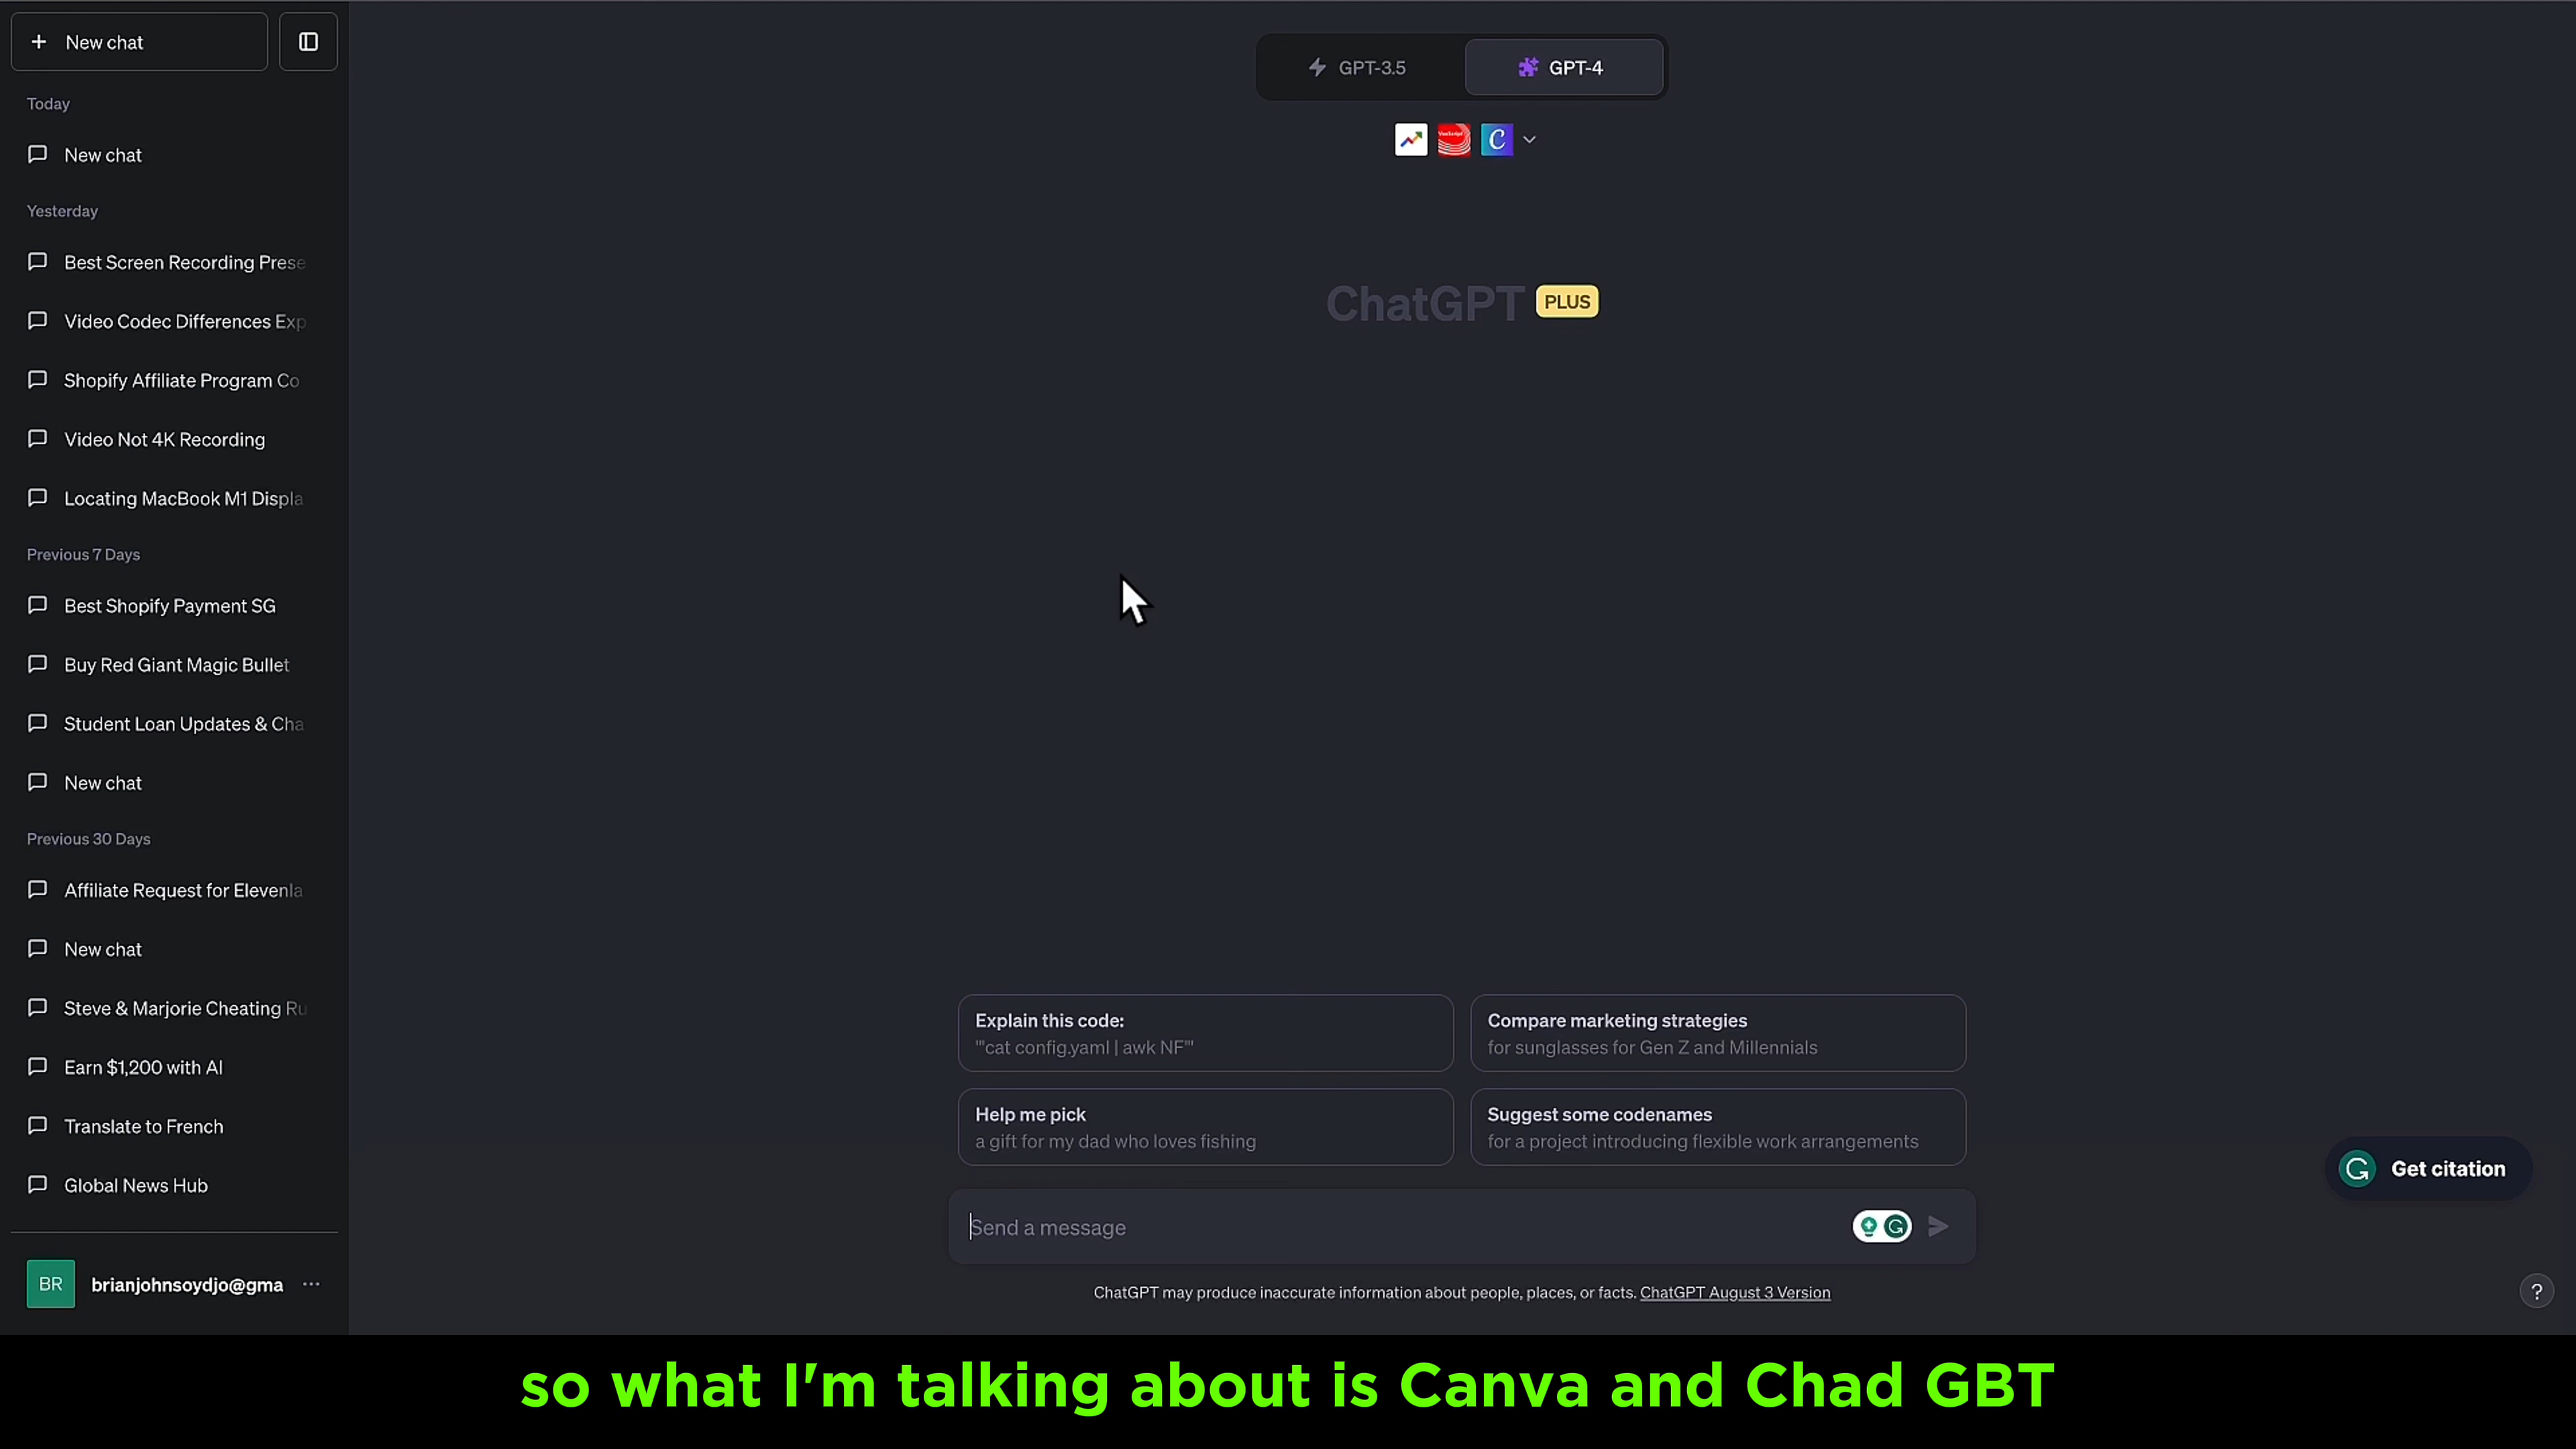 New chat
Today
New chat
Yesterday
Best Screen Recording Prese
Video Codec Differences Exp
Shopify Affiliate Program Co
Video Not 4K Recording
Locating MacBook M1 Displa
Previous 7 Days
Best Shopify Payment SG
Buy Red Giant Magic Bullet
Student Loan Updates & Cha
New chat
Previous 30 Days
Affiliate Request for Elevenla
New chat
Steve & Marjorie Cheating Ru
Earn $1,200 with AI
Translate to French
Global News Hub
BR brianjohnsoydjo@gma
GPT-3.5 GPT-4
C
ChatGPT PLUS
Explain this code:
"'cat config.yaml | awk NF'"
Compare marketing strategies
for sunglasses for Gen Z and Millennials
Help me pick
a gift for my dad who loves fishing
Suggest some codenames
for a project introducing flexible work arrangements
Get citation
Send a message
ChatGPT may produce inaccurate information about people, places, or facts. ChatGPT August 3 Version
?
so what I'm talking about is Canva and Chad GBT